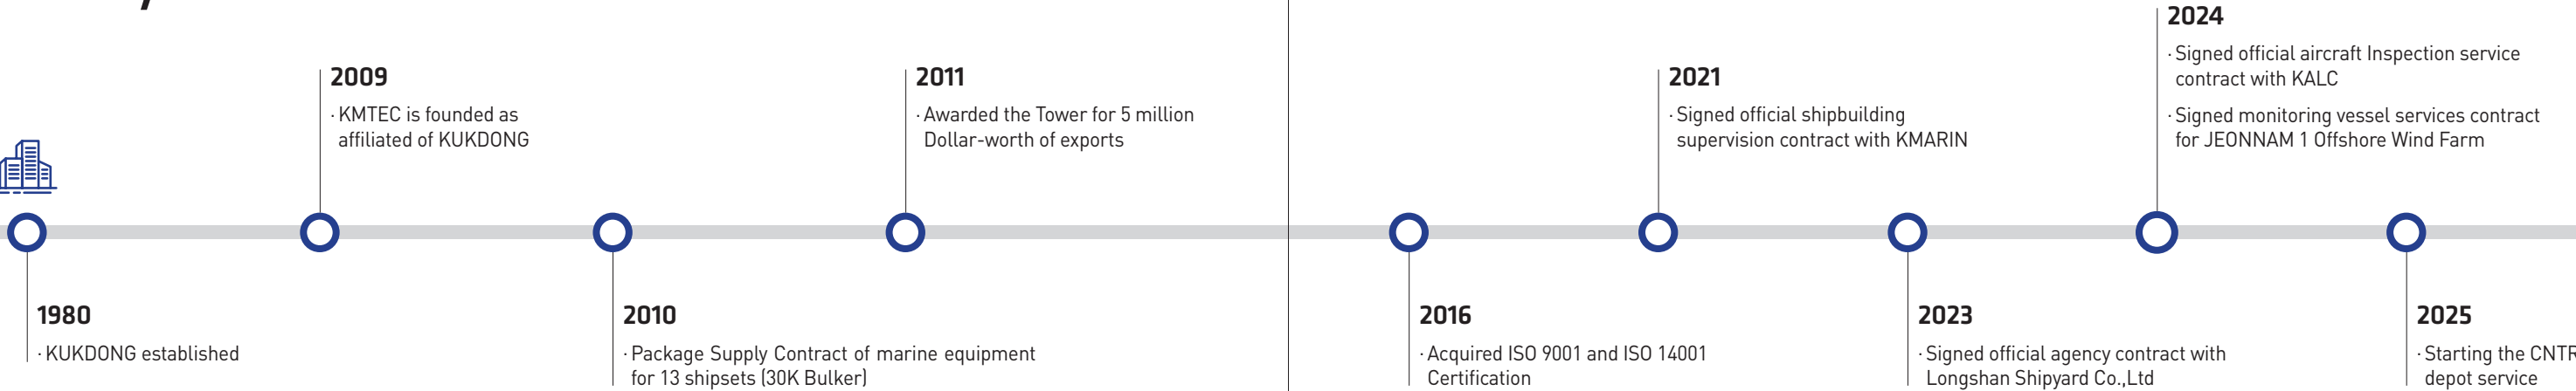 1980
· KUKDONG established
2009
· KMTEC is founded as
affiliated of KUKDONG
2010
· Package Supply Contract of marine equipment
for 13 shipsets (30K Bulker)
2011
· Awarded the Tower for 5 million
Dollar-worth of exports
2016
· Acquired ISO 9001 and ISO 14001
Certification
2021
· Signed official shipbuilding
supervision contract with KMARIN
2023
· Signed official agency contract with
Longshan Shipyard Co.,Ltd
2024
· Signed official aircraft Inspection service
contract with KALC
· Signed monitoring vessel services contract
for JEONNAM 1 Offshore Wind Farm
2025
· Starting the
depot service